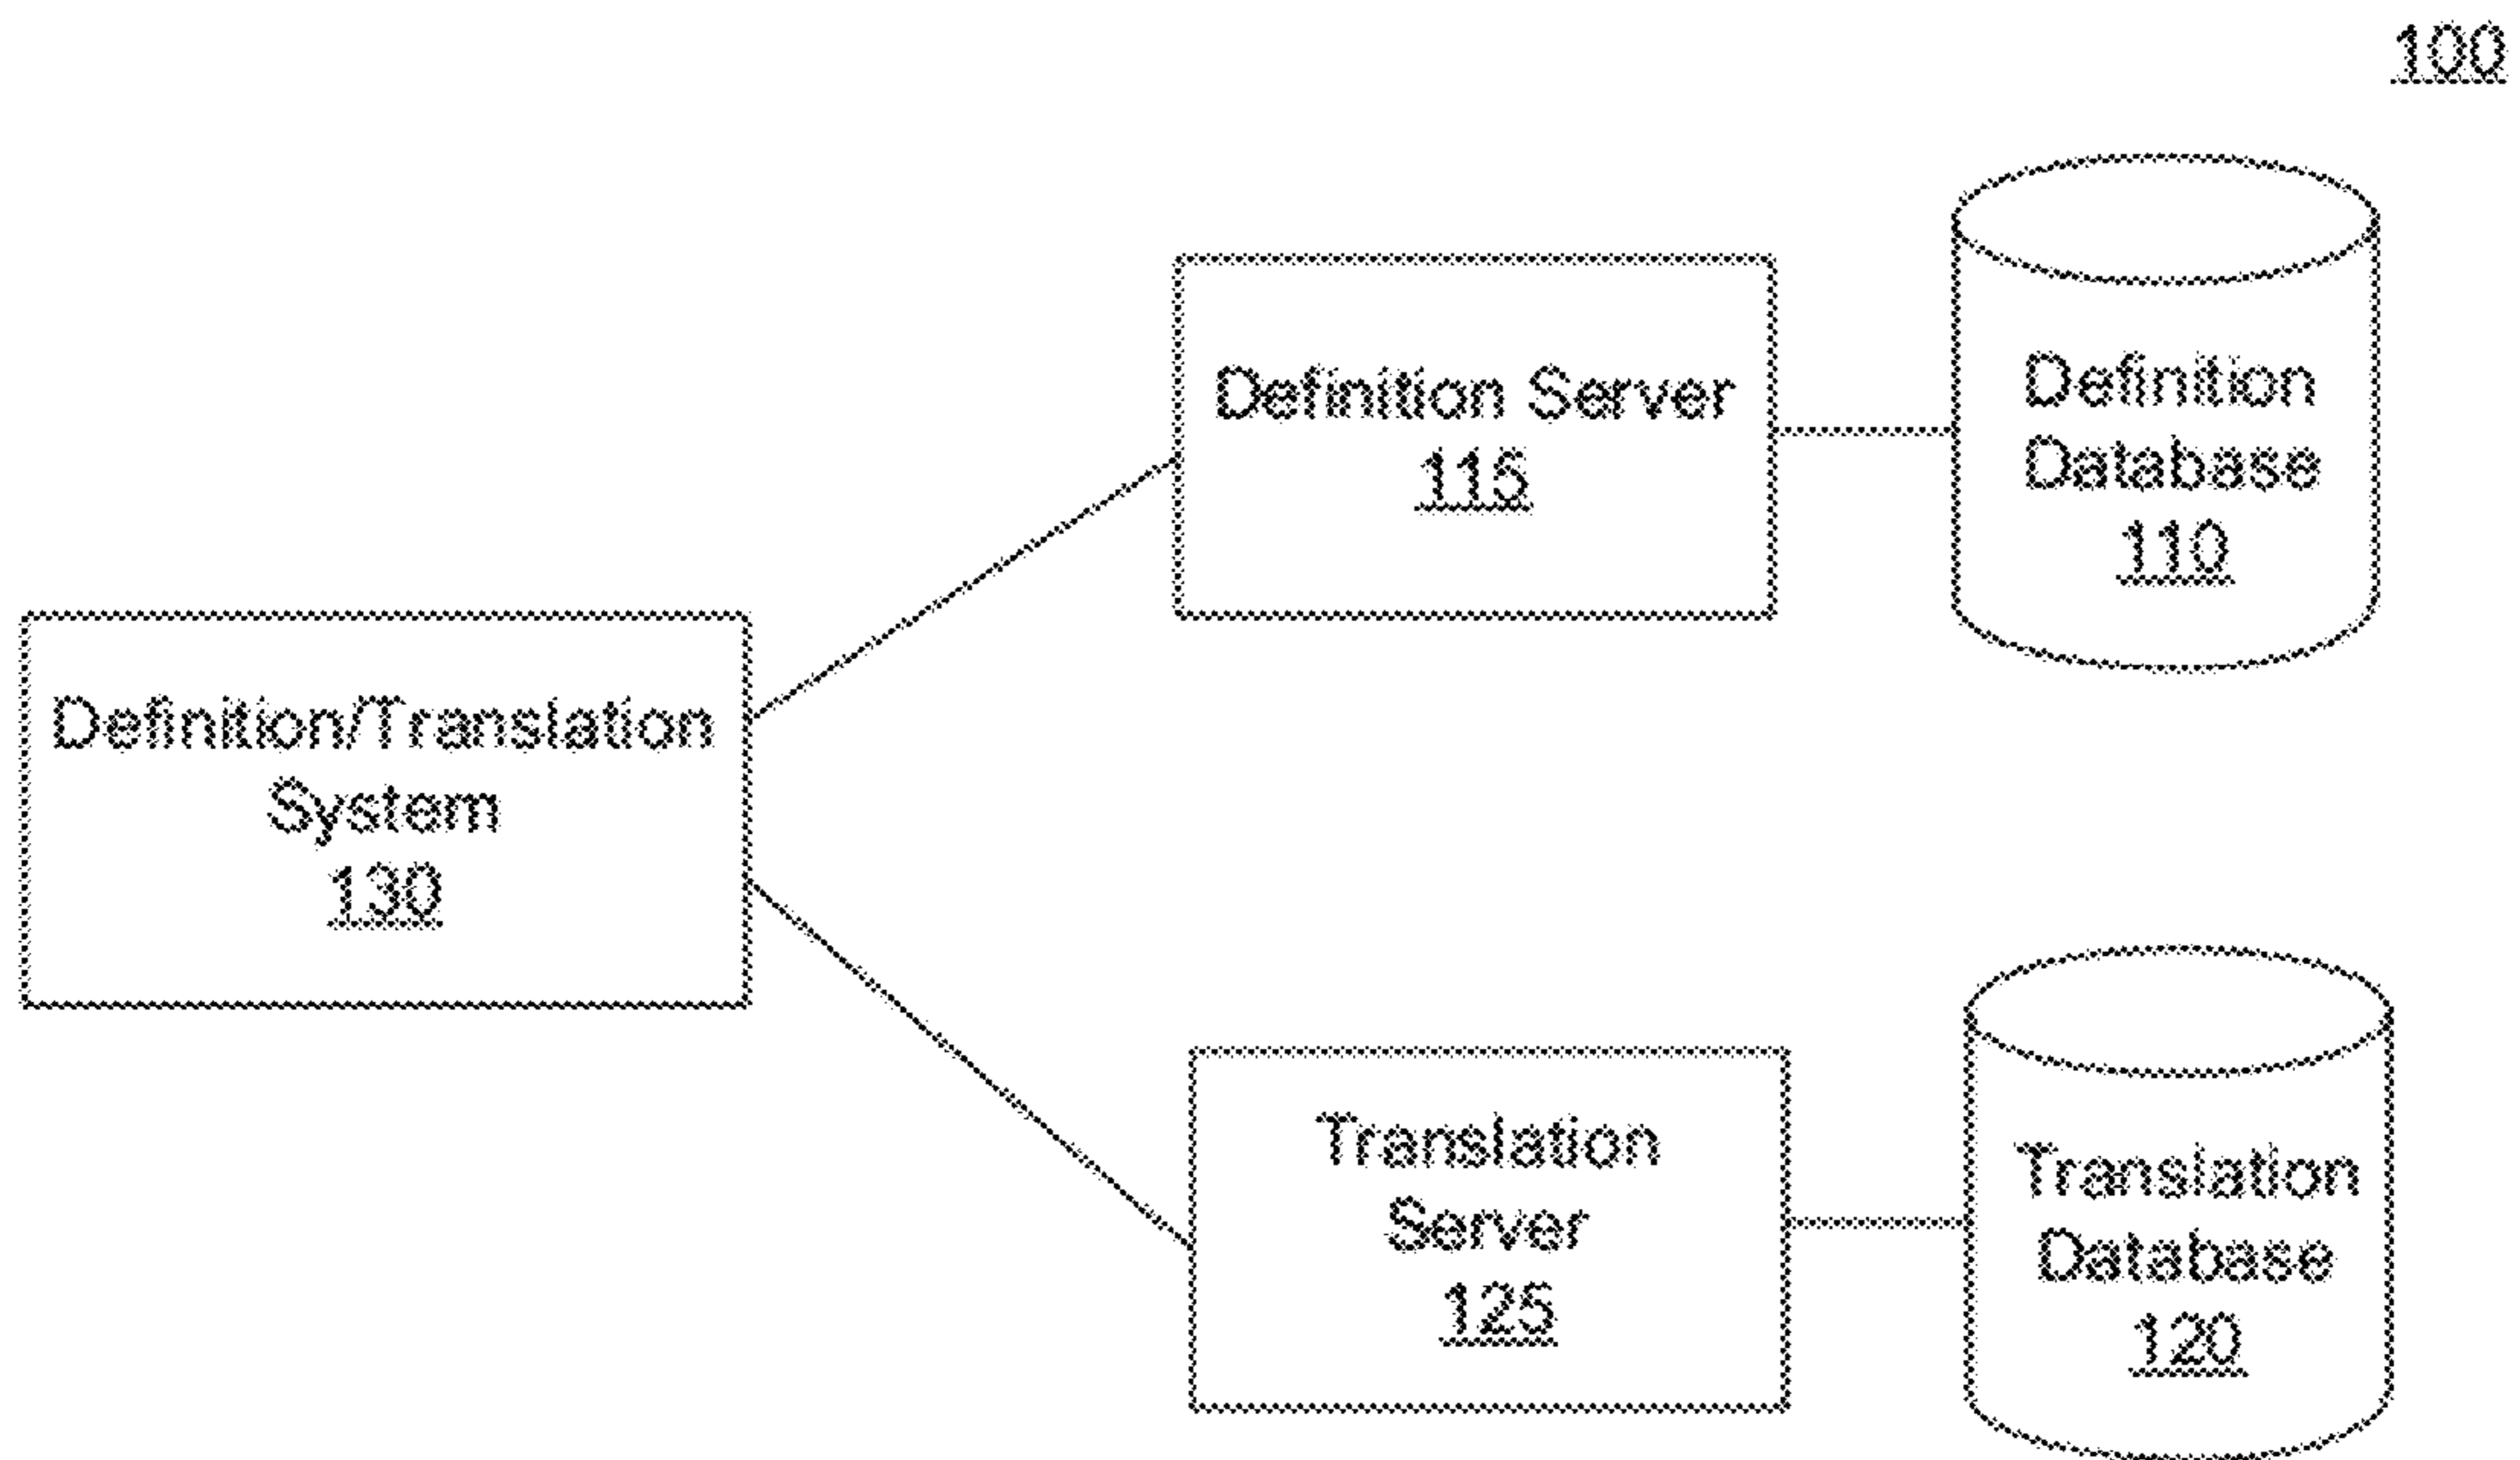 100
Definition Server
115
Definition
Database
110
Definition/Translation
System
130
Translation
Server
125
Translation
Database
120